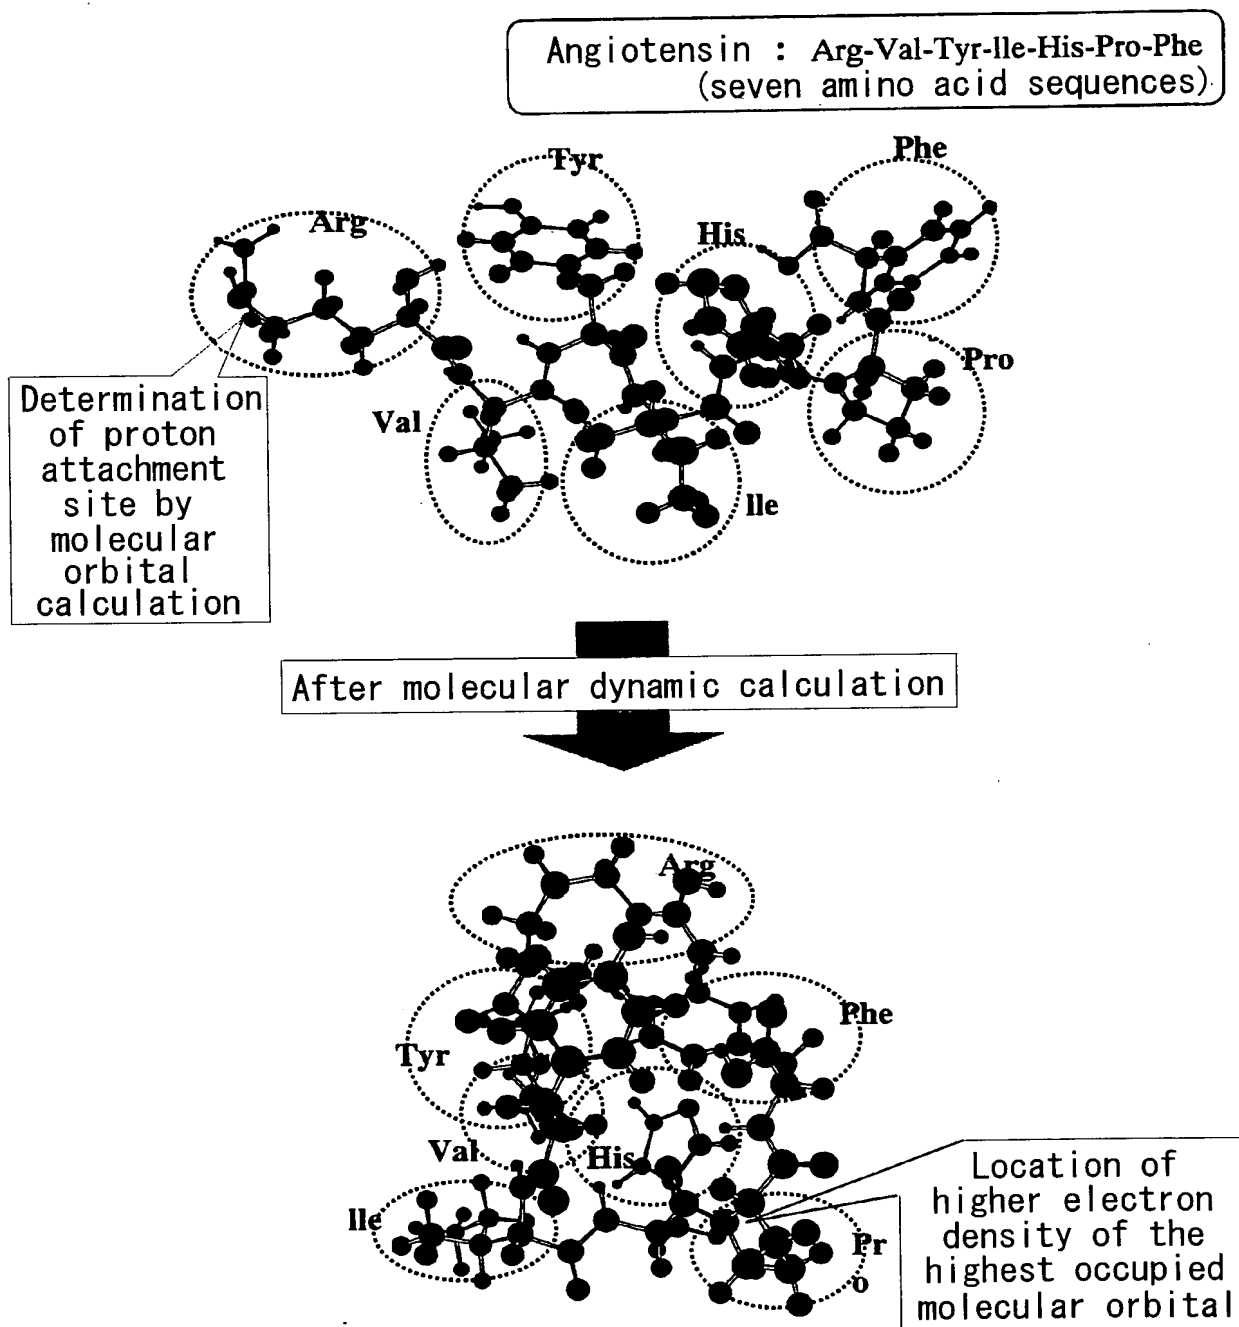 Angiotensin : Arg-Val-Tyr-Ile-His-Pro-Phe
(seven amino acid sequences)
Tyr
Phe
Arg
His
Pro
Val
Ile
Determination
of proton
attachment
site by
molecular
orbital
calculation
After molecular dynamic calculation
Arg
Phe
Tyr
Val
His
Ile
Pr
o
Location of
higher electron
density of the
highest occupied
molecular orbital